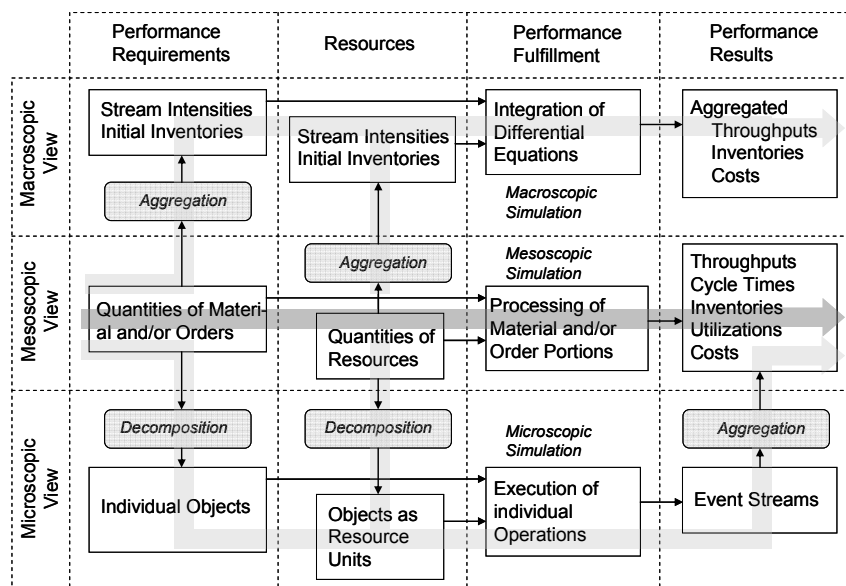 Performance
Requirements
Resources
Performance
Fulfillment
Performance
Results
Macroscopic
View
Stream Intensities
Initial Inventories
Aggregation
Stream Intensities
Initial Inventories
Integration of
Differential
Equations
Macroscopic
Simulation
Aggregated
Throughputs
Inventories
Costs
Mesoscopic
View
Quantities of Materi-
al and/or Orders
Aggregation
Quantities of
Resources
Mesoscopic
Simulation
Processing of
Material and/or
Order Portions
Throughputs
Cycle Times
Inventories
Utilizations
Costs
Microscopic
View
Decomposition
Individual Objects
Decomposition
Objects as
Resource
Units
Microscopic
Simulation
Execution of
individual
Operations
Aggregation
Event Streams